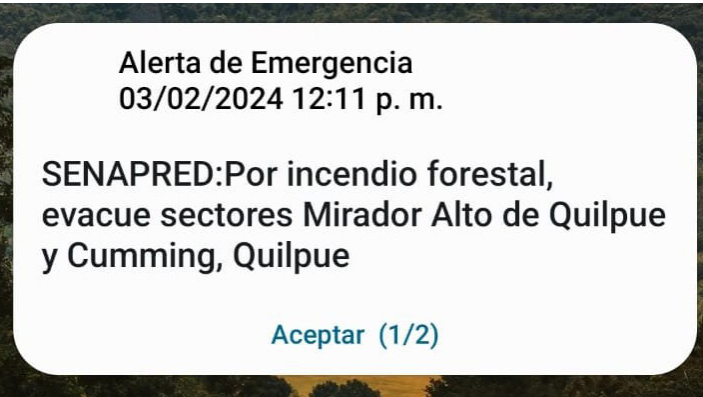 Alerta de Emergencia
03/02/2024 12:11 p. m.
SENAPRED:Por incendio forestal,
evacue sectores Mirador Alto de Quilpue
y Cumming, Quilpue
Aceptar (1/2)